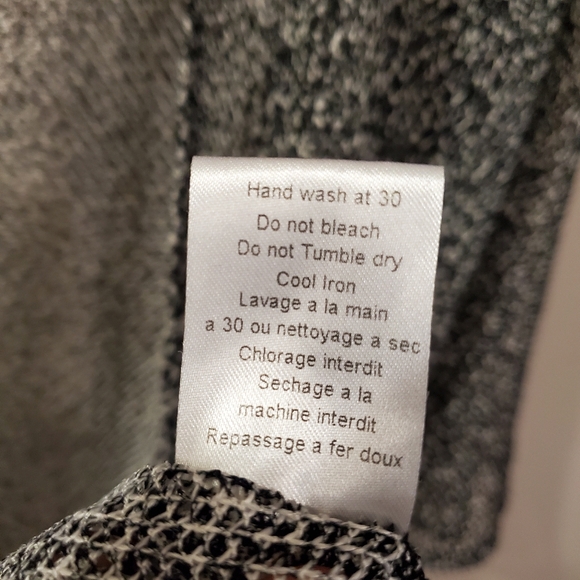 Hand wash at 30
Do not bleach
Do not Tumble dry
Cool Iron
Lavage a la main
a 30 ou nettoyage a sec
Chlorage interdit
Sechage a la
machine interdit
Repassage a fer doux